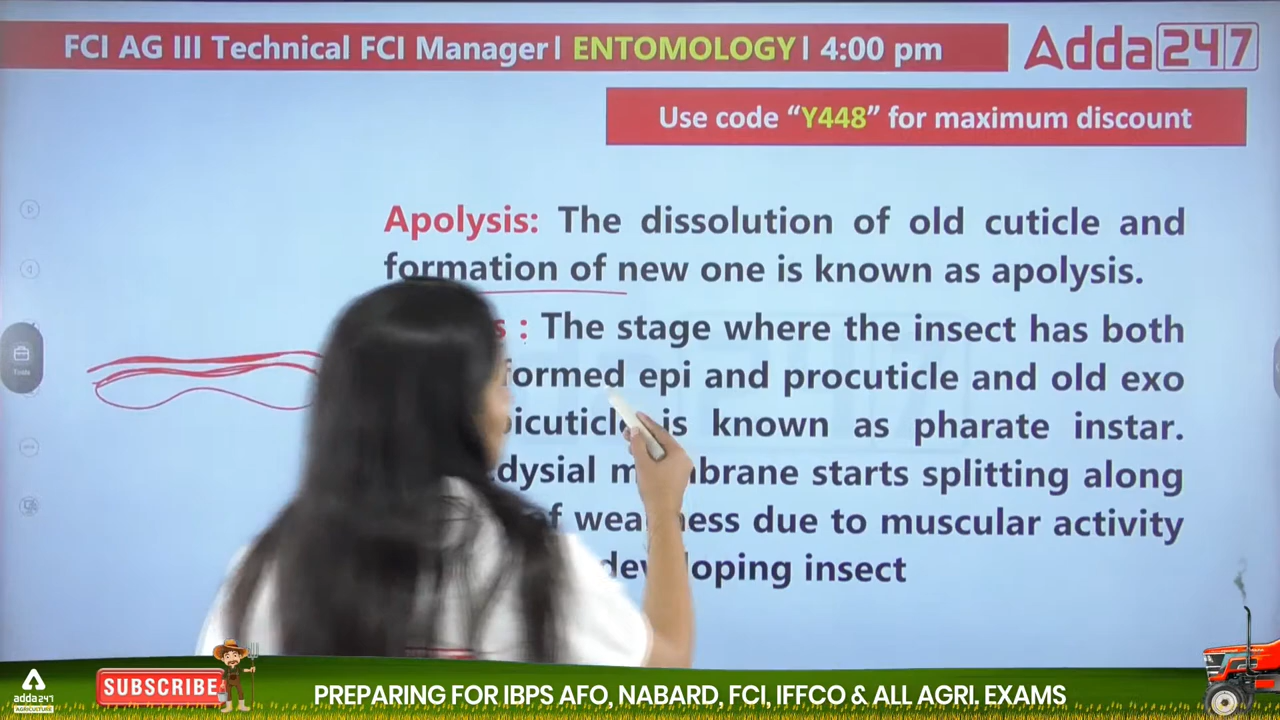 FCI AG III Technical FCI Manager| ENTOMOLOGY| 4:00 pm
Adda247
Use code “Y448” for maximum discount
Apolysis: The dissolution of old cuticle and
formation of new one is known as apolysis.
: The stage where the insect has both
formed epi and procuticle and old exo
is known as pharate instar.
starts splitting along
due to muscular activity
insect
Tools
SUBSCRIBE
adda247
AGRICULTURE
PREPARING FOR IBPS AFO, NABARD, FCI, IFFCO & ALL AGRI. EXAMS